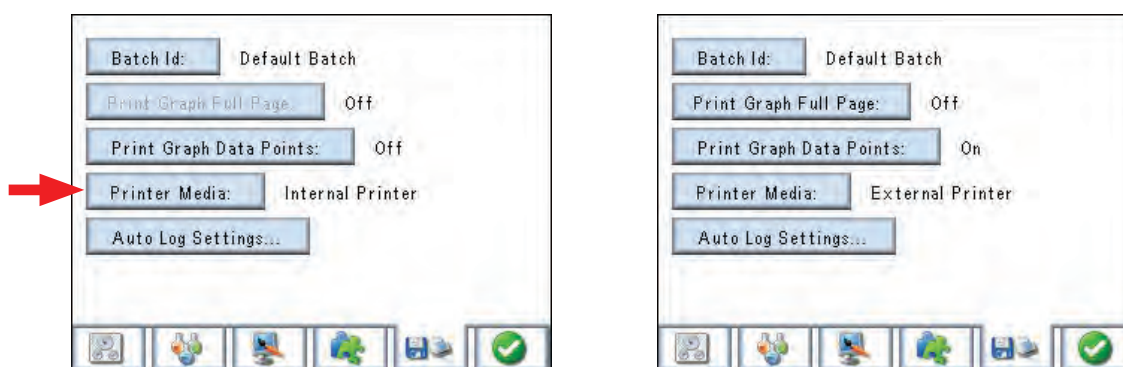 Batch Id: Default Batch
Print Graph Full Page: Off
Print Graph Data Points: Off
Printer Media: Internal Printer
Auto Log Settings...
Batch Id: Default Batch
Print Graph Full Page: Off
Print Graph Data Points: On
Printer Media: External Printer
Auto Log Settings...